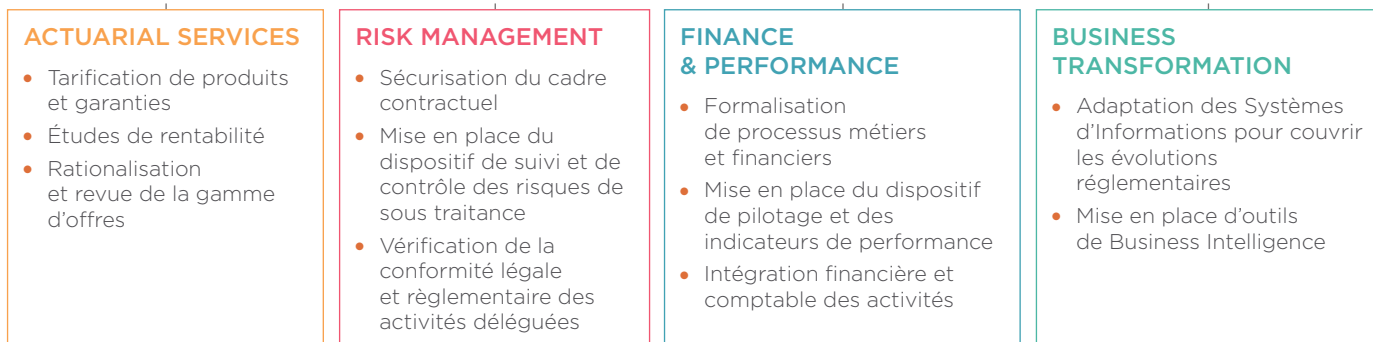 ACTUARIAL SERVICES
• Tarification de produits
et garanties
• Études de rentabilité
• Rationalisation
et revue de la gamme
d’offres
RISK MANAGEMENT
• Sécurisation du cadre
contractuel
• Mise en place du
dispositif de suivi et de
contrôle des risques de
sous traitance
• Vérification de la
conformité légale
et règlementaire des
activités déléguées
FINANCE
& PERFORMANCE
• Formalisation
de processus métiers
et financiers
• Mise en place du dispositif
de pilotage et des
indicateurs de performance
• Intégration financière et
comptable des activités
BUSINESS
TRANSFORMATION
• Adaptation des Systèmes
d’Informations pour couvrir
les évolutions
réglementaires
• Mise en place d’outils
de Business Intelligence